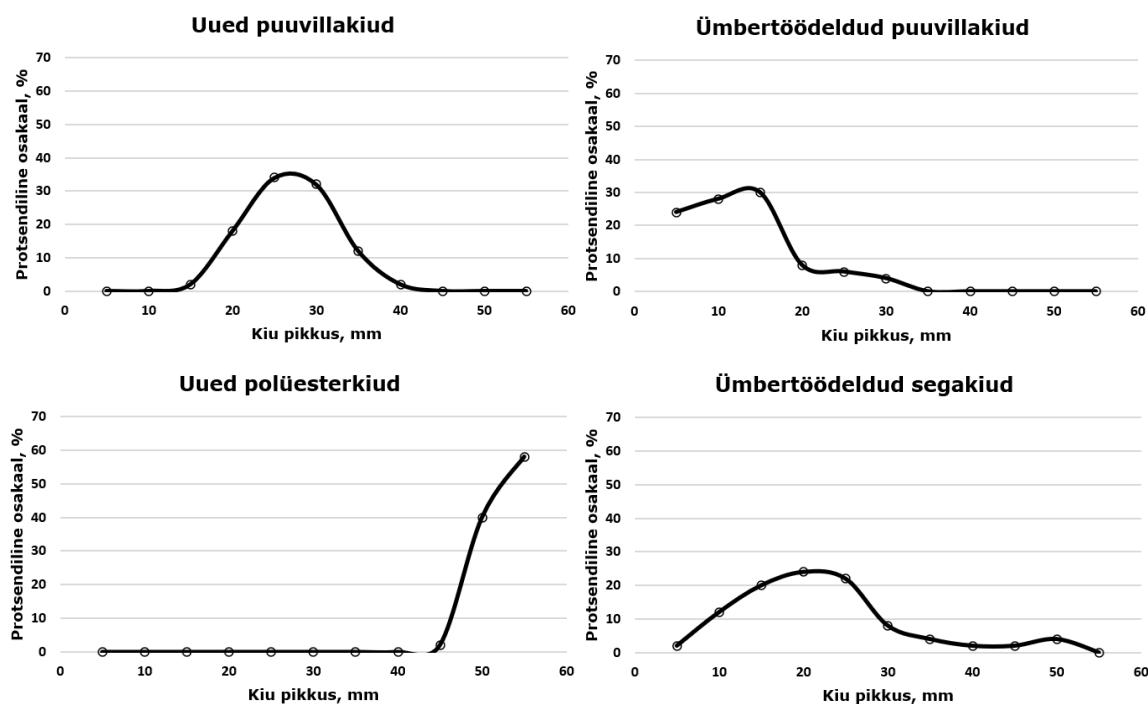 Uued puuvillakiud
Protsendiline osakaal, %
70
60
50
40
30
20
10
0
0 10 20 30 40 50 60
Kiu pikkus, mm
Ümbertöödeldud puuvillakiud
Protsendiline osakaal, %
70
60
50
40
30
20
10
0
0 10 20 30 40 50 60
Kiu pikkus, mm
Uued polüesterkiud
Protsendiline osakaal, %
70
60
50
40
30
20
10
0
0 10 20 30 40 50 60
Kiu pikkus, mm
Ümbertöödeldud segakiud
Protsendiline osakaal, %
70
60
50
40
30
20
10
0
0 10 20 30 40 50 60
Kiu pikkus, mm